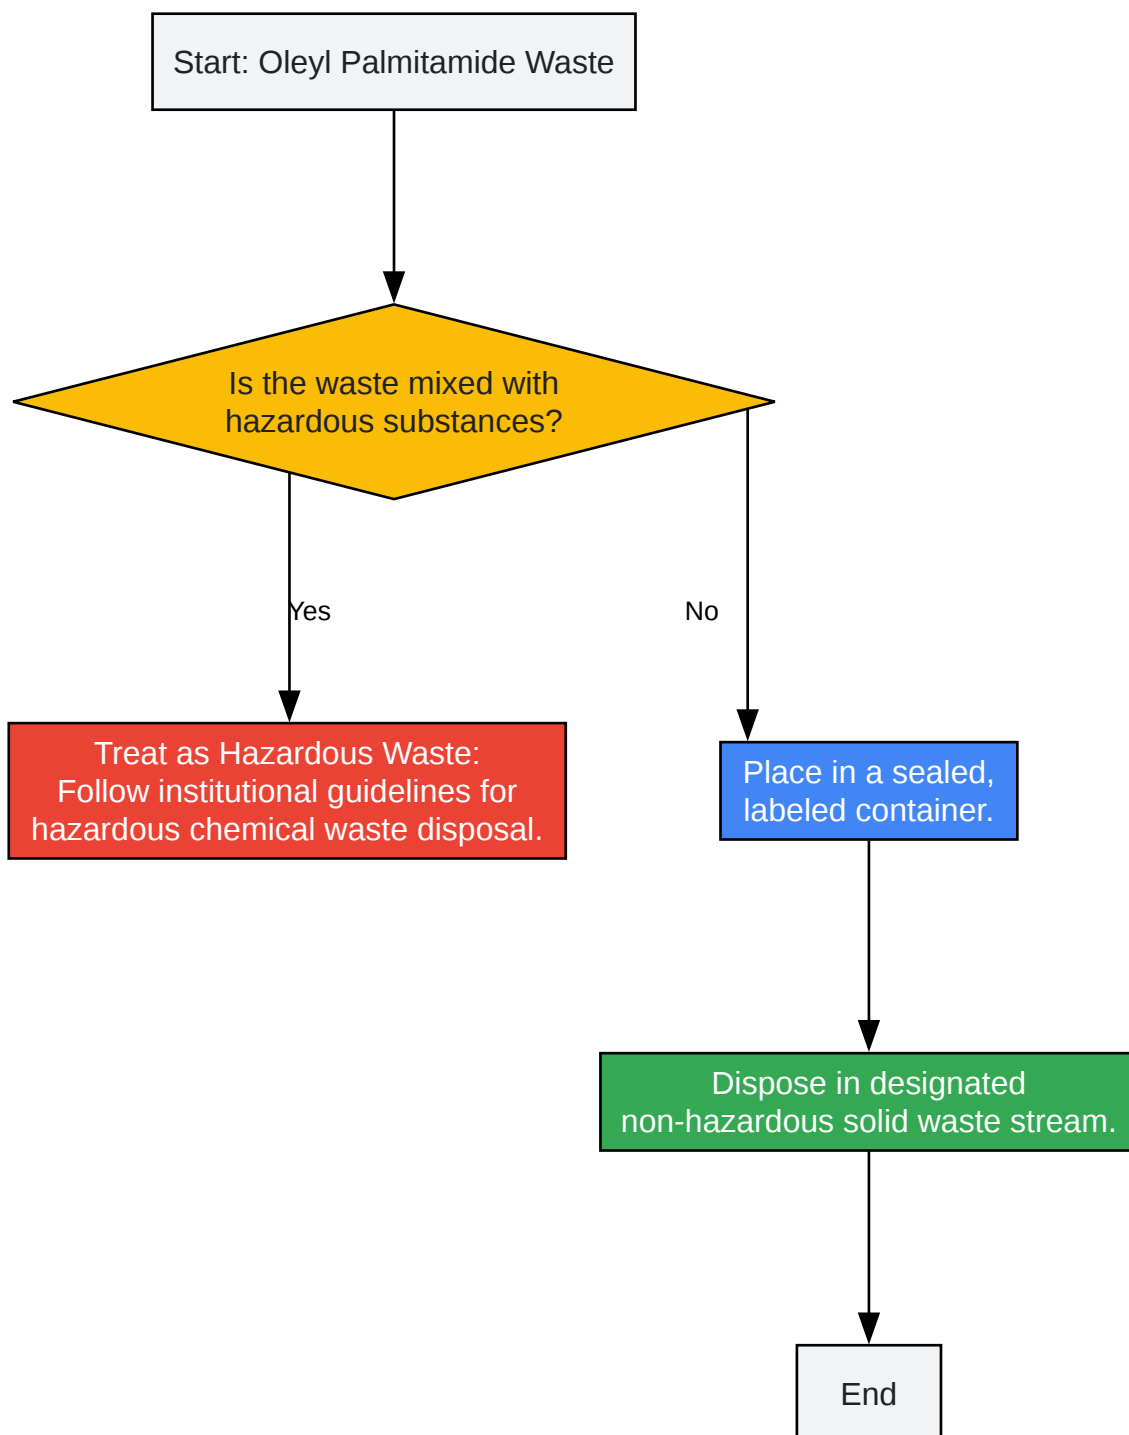 Start: Oleyl Palmitamide Waste
Is the waste mixed with
hazardous substances?
Yes
No
Treat as Hazardous Waste:
Follow institutional guidelines for
hazardous chemical waste disposal.
Place in a sealed,
labeled container.
Dispose in designated
non-hazardous solid waste stream.
End